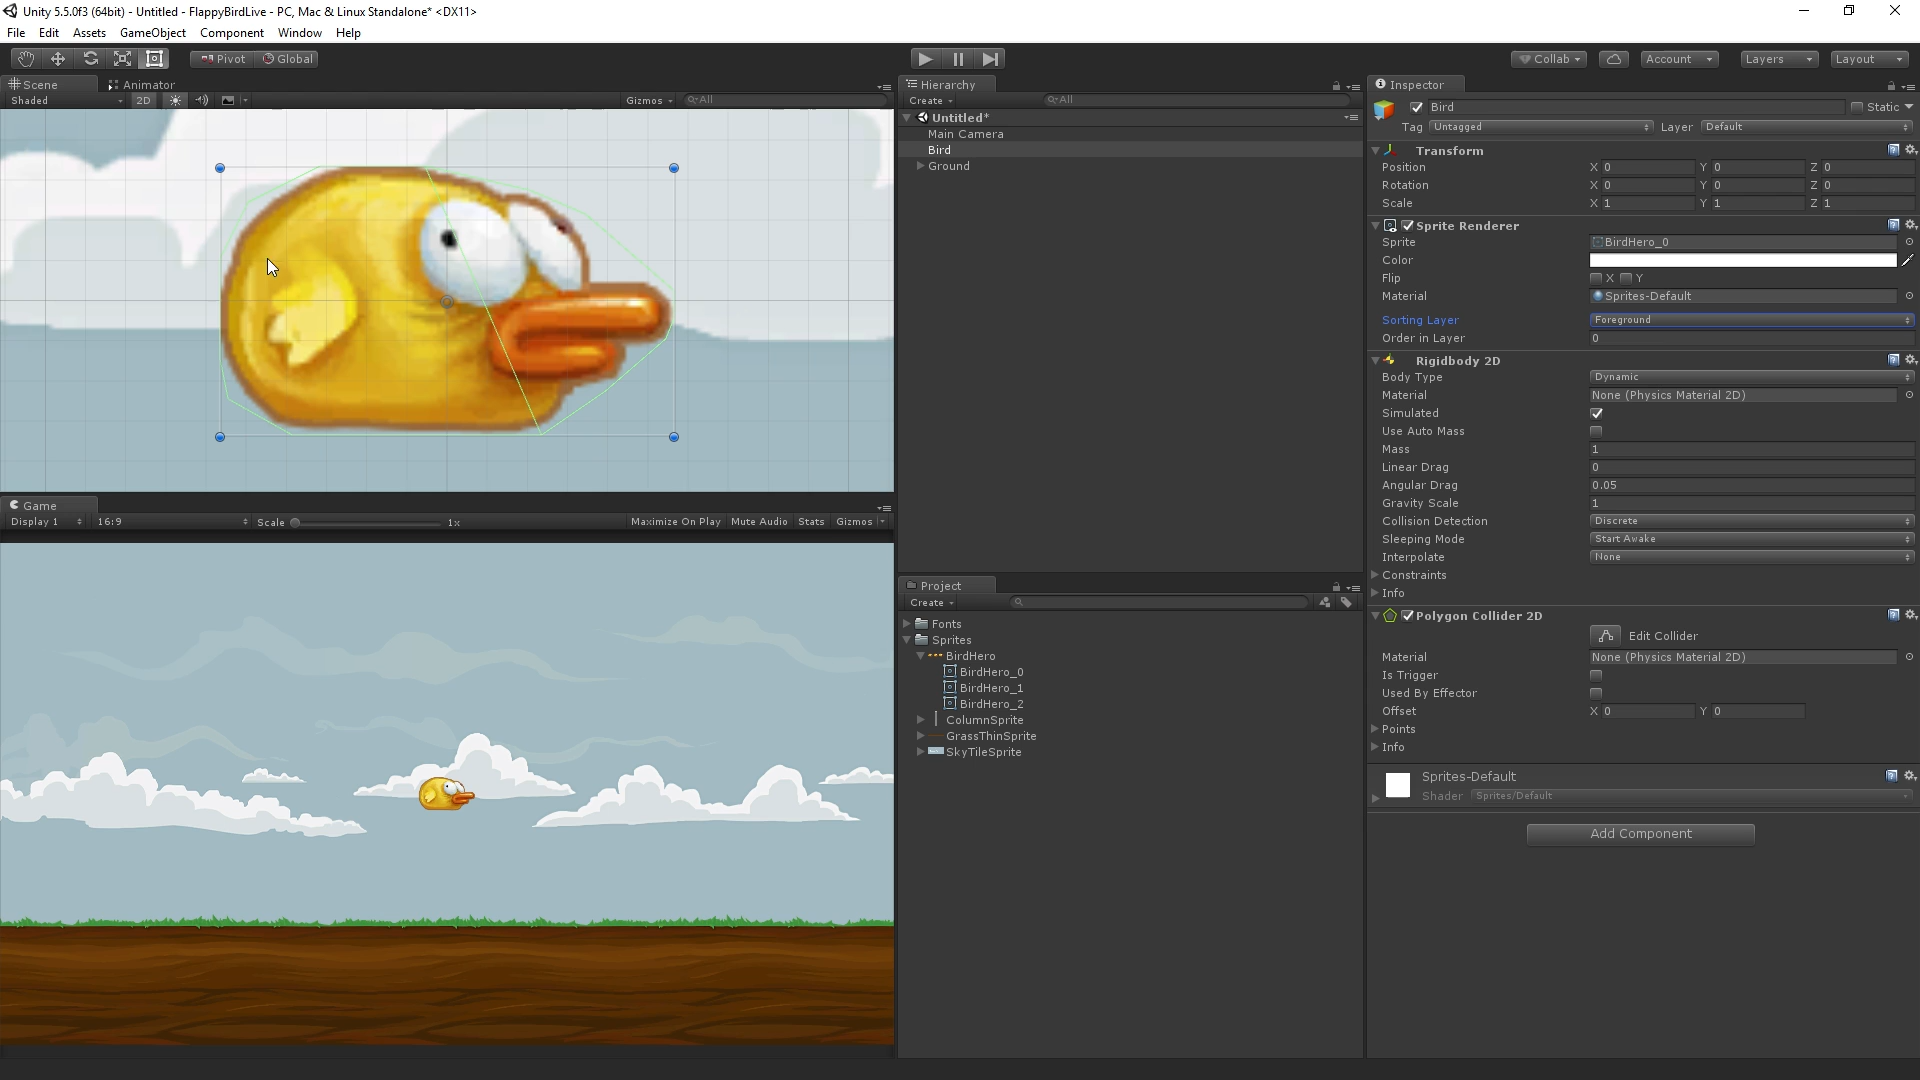 Unity 5.5.0f3 (64bit) - Untitled - FlappyBirdLive - PC, Mac & Linux Standalone* <DX11>
File Edit Assets GameObject Component Window Help
Pivot Global
Collab Account Layers Layout
Scene Animator
Shaded 2D Gizmos All
Hierarchy
Create All
Untitled*
Main Camera
Bird
Ground
Game
Display 1 16:9 Scale 1x Maximize On Play Mute Audio Stats Gizmos
Project
Create
Fonts
Sprites
BirdHero
BirdHero_0
BirdHero_1
BirdHero_2
ColumnSprite
GrassThinSprite
SkyTileSprite
Inspector
Bird Static
Tag Untagged Layer Default
Transform
Position X 0 Y 0 Z 0
Rotation X 0 Y 0 Z 0
Scale X 1 Y 1 Z 1
Sprite Renderer
Sprite BirdHero_0
Color
Flip X Y
Material Sprites-Default
Sorting Layer Foreground
Order in Layer 0
Rigidbody 2D
Body Type Dynamic
Material None (Physics Material 2D)
Simulated
Use Auto Mass
Mass 1
Linear Drag 0
Angular Drag 0.05
Gravity Scale 1
Collision Detection Discrete
Sleeping Mode Start Awake
Interpolate None
Constraints
Info
Polygon Collider 2D
Edit Collider
Material None (Physics Material 2D)
Is Trigger
Used By Effector
Offset X 0 Y 0
Points
Info
Sprites-Default
Shader Sprites/Default
Add Component